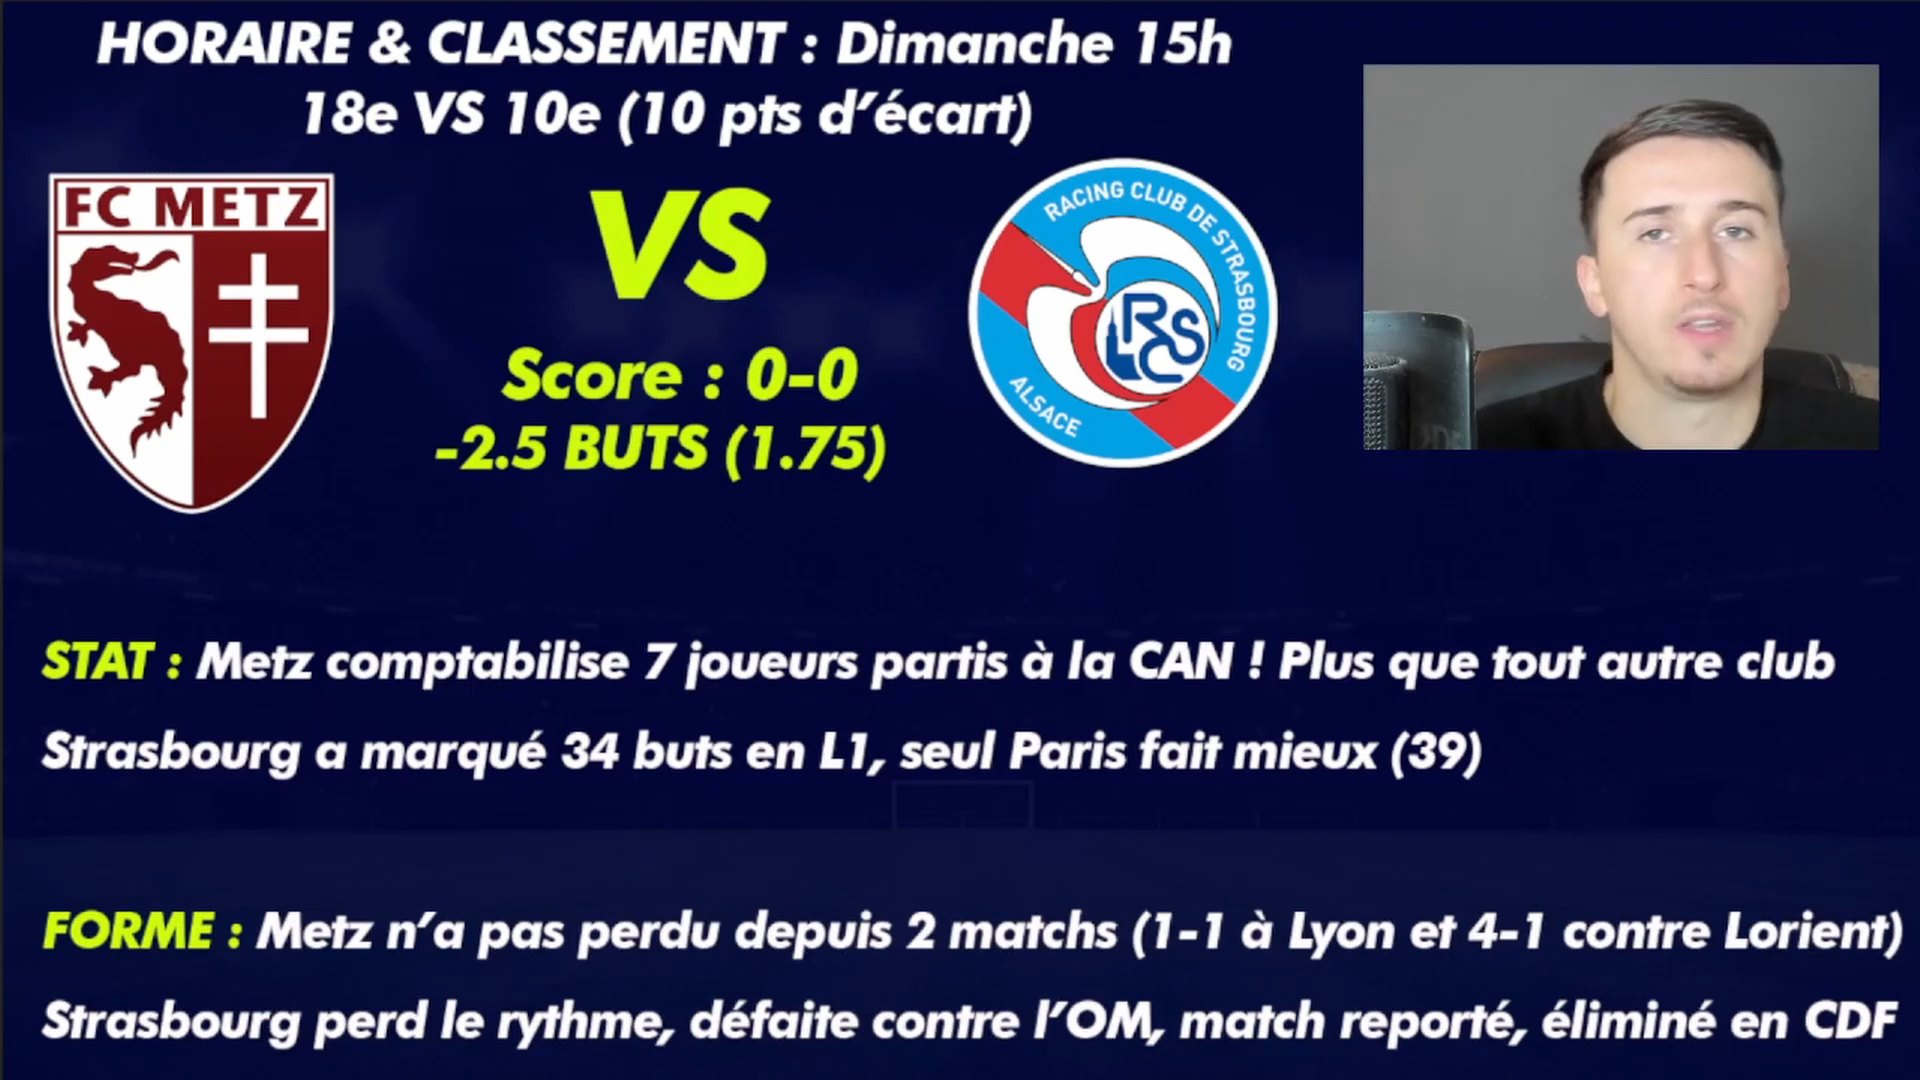 HORAIRE & CLASSEMENT : Dimanche 15h
18e VS 10e (10 pts d’écart)
FC METZ
VS
RACING CLUB DE STRASBOURG
RCS
ALSACE
Score : 0-0
-2.5 BUTS (1.75)
STAT : Metz comptabilise 7 joueurs partis à la CAN ! Plus que tout autre club
Strasbourg a marqué 34 buts en L1, seul Paris fait mieux (39)
FORME : Metz n’a pas perdu depuis 2 matchs (1-1 à Lyon et 4-1 contre Lorient)
Strasbourg perd le rythme, défaite contre l’OM, match reporté, éliminé en CDF